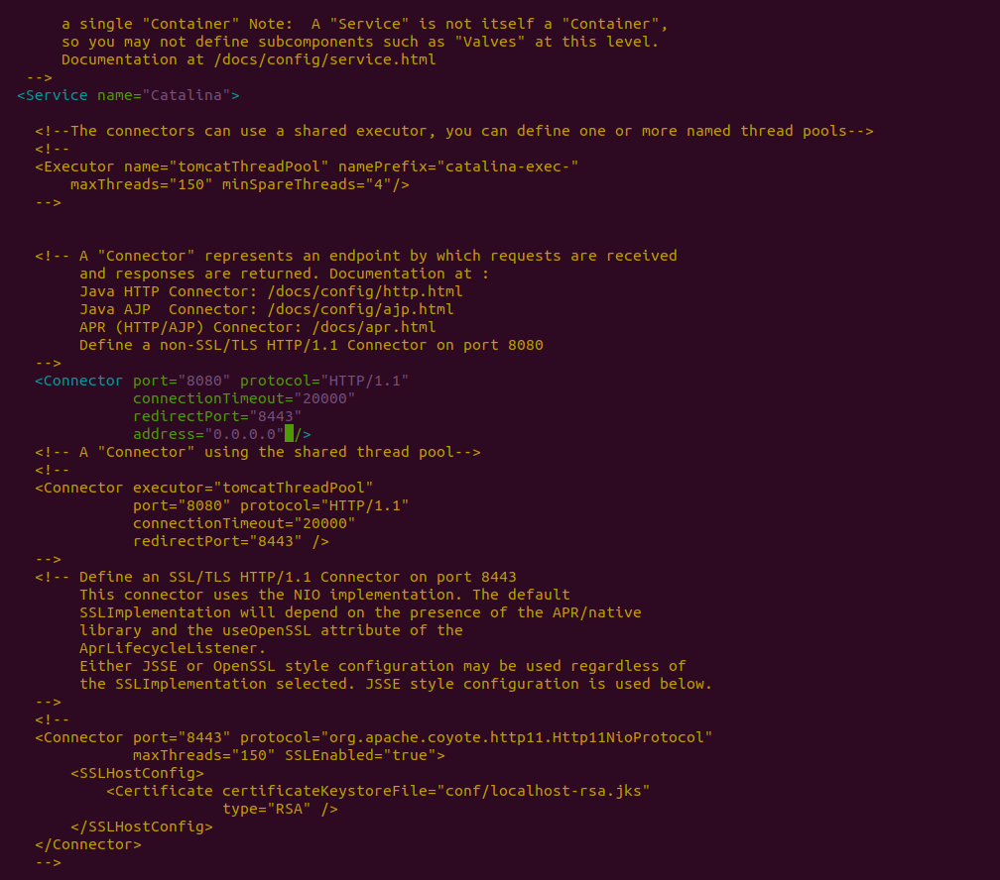 a single "Container" Note:  A "Service" is not itself a "Container",
so you may not define subcomponents such as "Valves" at this level.
Documentation at /docs/config/service.html
-->
<Service name="Catalina">
<!--The connectors can use a shared executor, you can define one or more named thread pools-->
<!--
<Executor name="tomcatThreadPool" namePrefix="catalina-exec-"
maxThreads="150" minSpareThreads="4"/>
-->
<!-- A "Connector" represents an endpoint by which requests are received
and responses are returned. Documentation at :
Java HTTP Connector: /docs/config/http.html
Java AJP  Connector: /docs/config/ajp.html
APR (HTTP/AJP) Connector: /docs/apr.html
Define a non-SSL/TLS HTTP/1.1 Connector on port 8080
-->
<Connector port="8080" protocol="HTTP/1.1"
connectionTimeout="20000"
redirectPort="8443"
address="0.0.0.0" />
<!-- A "Connector" using the shared thread pool-->
<!--
<Connector executor="tomcatThreadPool"
port="8080" protocol="HTTP/1.1"
connectionTimeout="20000"
redirectPort="8443" />
-->
<!-- Define an SSL/TLS HTTP/1.1 Connector on port 8443
This connector uses the NIO implementation. The default
SSLImplementation will depend on the presence of the APR/native
library and the useOpenSSL attribute of the
AprLifecycleListener.
Either JSSE or OpenSSL style configuration may be used regardless of
the SSLImplementation selected. JSSE style configuration is used below.
-->
<!--
<Connector port="8443" protocol="org.apache.coyote.http11.Http11NioProtocol"
maxThreads="150" SSLEnabled="true">
<SSLHostConfig>
<Certificate certificateKeystoreFile="conf/localhost-rsa.jks"
type="RSA" />
</SSLHostConfig>
</Connector>
-->